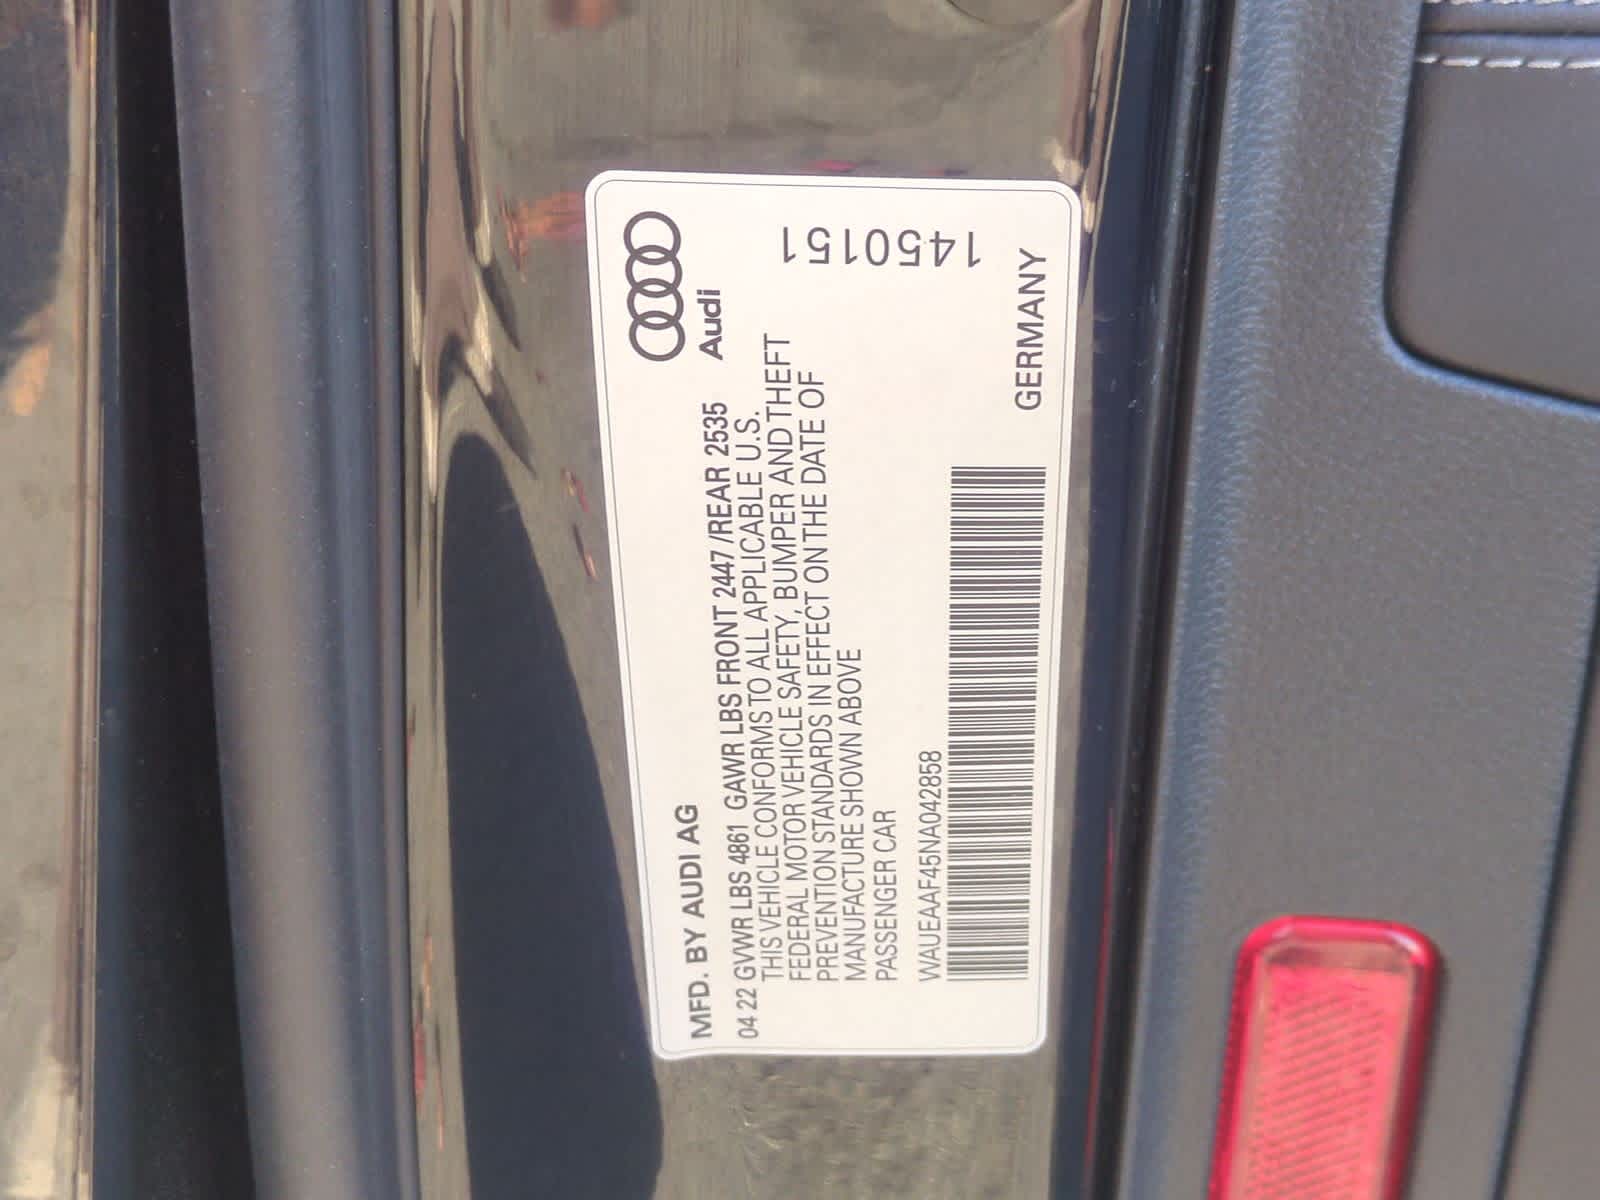 Audi
MFD. BY AUDI AG
04 22 GVWR LBS 4861 GAWR LBS FRONT 2447 /REAR 2535
THIS VEHICLE CONFORMS TO ALL APPLICABLE U.S.
FEDERAL MOTOR VEHICLE SAFETY, BUMPER AND THEFT
PREVENTION STANDARDS IN EFFECT ON THE DATE OF
MANUFACTURE SHOWN ABOVE
PASSENGER CAR
WAUEAAF45NA042858
GERMANY
1450151